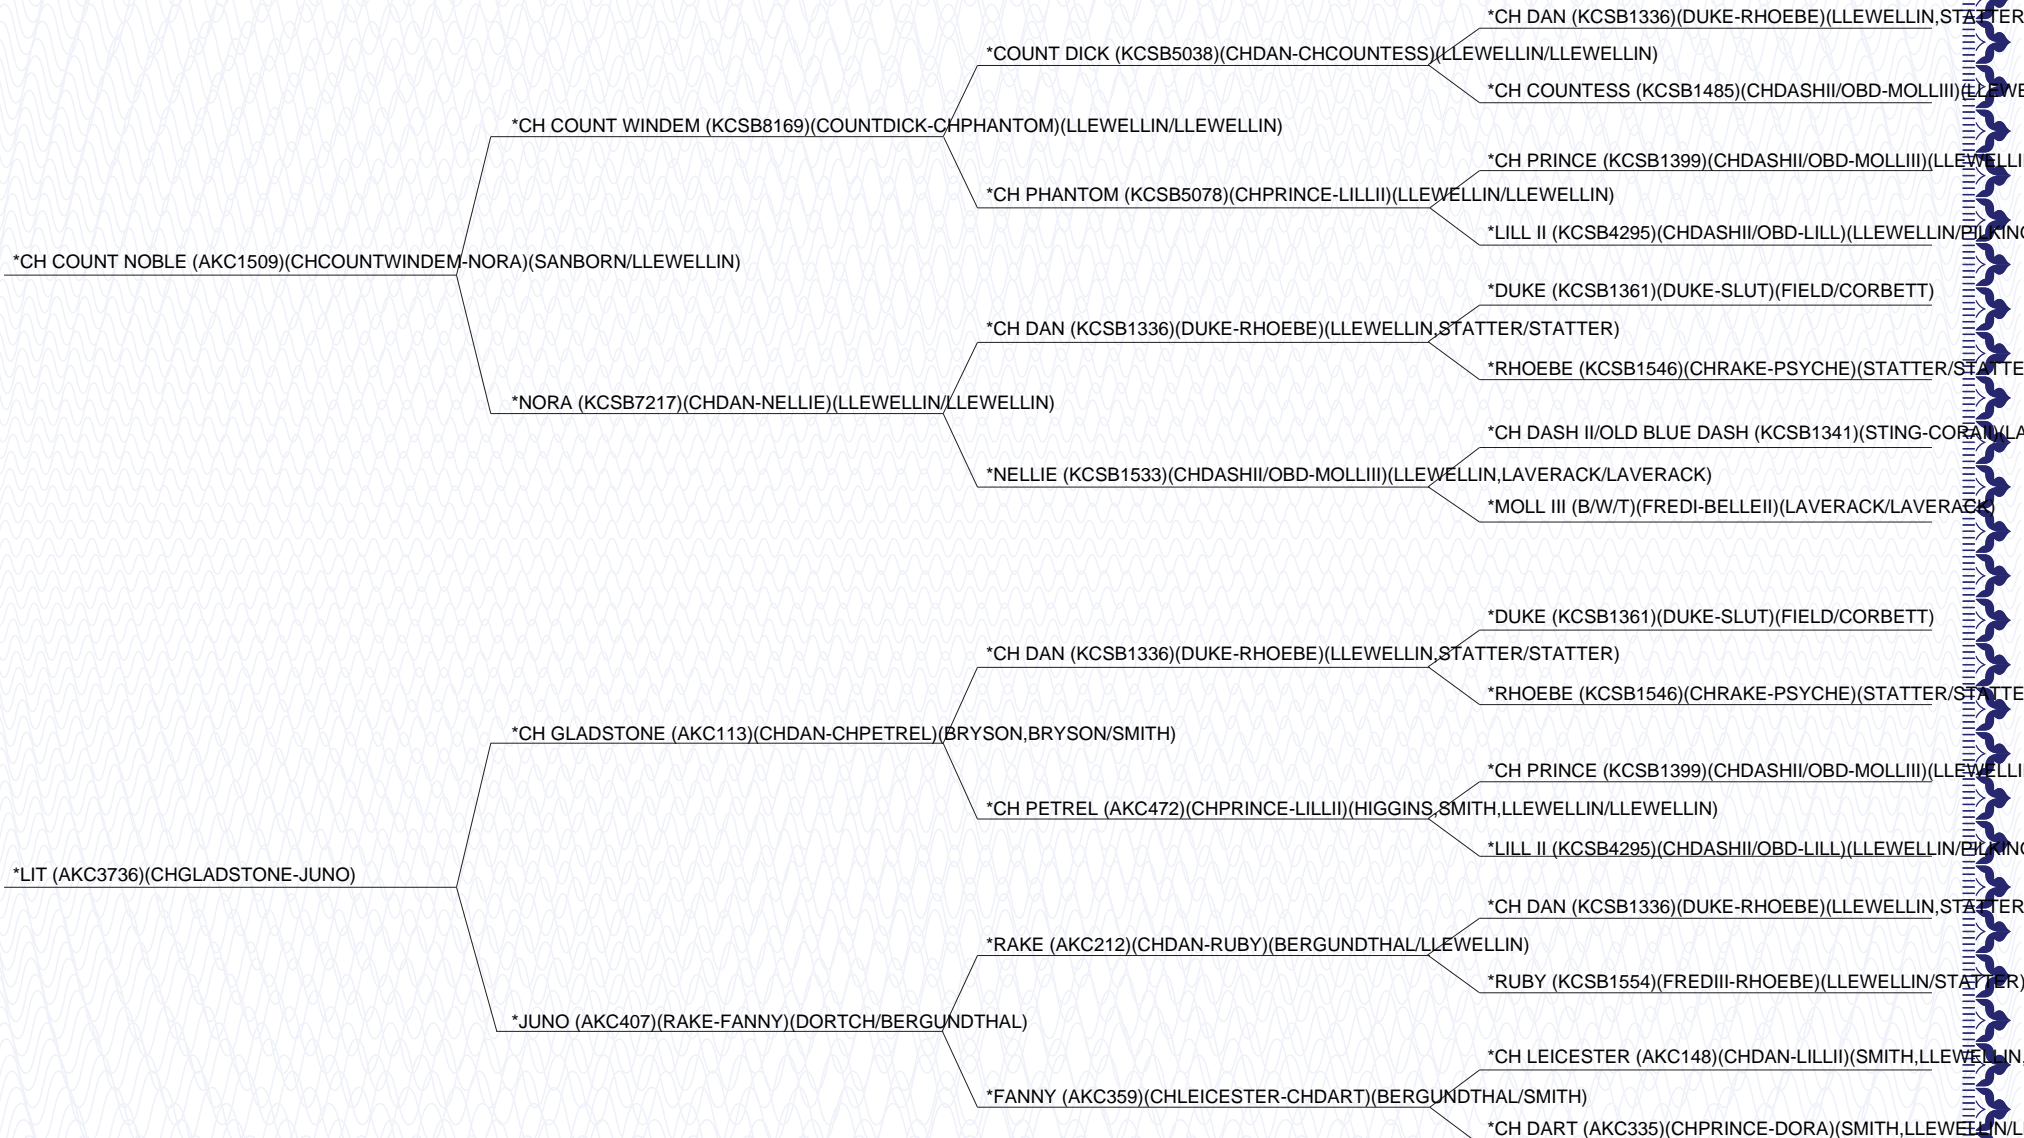 *CH DAN (KCSB1336)(DUKE-RHOEBE)(LLEWELLIN,STATTER
*COUNT DICK (KCSB5038)(CHDAN-CHCOUNTESS)(LLEWELLIN/LLEWELLIN)
*CH COUNTESS (KCSB1485)(CHDASHII/OBD-MOLLIII)
*CH COUNT WINDEM (KCSB8169)(COUNTDICK-CHPHANTOM)(LLEWELLIN/LLEWELLIN)
*CH PRINCE (KCSB1399)(CHDASHII/OBD-MOLLIII)
*CH PHANTOM (KCSB5078)(CHPRINCE-LILLII)(LLEWELLIN/LLEWELLIN)
*LILL II (KCSB4295)(CHDASHII/OBD-LILL)(LLEWELLIN/
*CH COUNT NOBLE (AKC1509)(CHCOUNTWINDEM-NORA)(SANBORN/LLEWELLIN)
*DUKE (KCSB1361)(DUKE-SLUT)(FIELD/CORBETT)
*CH DAN (KCSB1336)(DUKE-RHOEBE)(LLEWELLIN,STATTER/STATTER)
*RHOEBE (KCSB1546)(CHRAKE-PSYCHE)(STATTER/STATTE
*NORA (KCSB7217)(CHDAN-NELLIE)(LLEWELLIN/LLEWELLIN)
*CH DASH II/OLD BLUE DASH (KCSB1341)(STING-CORAII)(LA
*NELLIE (KCSB1533)(CHDASHII/OBD-MOLLIII)(LLEWELLIN,LAVERACK/LAVERACK)
*MOLL III (B/W/T)(FREDI-BELLEII)(LAVERACK/LAVERACK)
*DUKE (KCSB1361)(DUKE-SLUT)(FIELD/CORBETT)
*CH DAN (KCSB1336)(DUKE-RHOEBE)(LLEWELLIN,STATTER/STATTER)
*RHOEBE (KCSB1546)(CHRAKE-PSYCHE)(STATTER/STATTE
*CH GLADSTONE (AKC113)(CHDAN-CHPETREL)(BRYSON,BRYSON/SMITH)
*CH PRINCE (KCSB1399)(CHDASHII/OBD-MOLLIII)(LLEWELLI
*CH PETREL (AKC472)(CHPRINCE-LILLII)(HIGGINS,SMITH,LLEWELLIN/LLEWELLIN)
*LILL II (KCSB4295)(CHDASHII/OBD-LILL)(LLEWELLIN/
*LIT (AKC3736)(CHGLADSTONE-JUNO)
*CH DAN (KCSB1336)(DUKE-RHOEBE)(LLEWELLIN,STATTER
*RAKE (AKC212)(CHDAN-RUBY)(BERGUNDTHAL/LLEWELLIN)
*RUBY (KCSB1554)(FREDIII-RHOEBE)(LLEWELLIN/STATTER)
*JUNO (AKC407)(RAKE-FANNY)(DORTCH/BERGUNDTHAL)
*CH LEICESTER (AKC148)(CHDAN-LILLII)(SMITH,LLEWELLIN,
*FANNY (AKC359)(CHLEICESTER-CHDART)(BERGUNDTHAL/SMITH)
*CH DART (AKC335)(CHPRINCE-DORA)(SMITH,LLEWELLIN/L